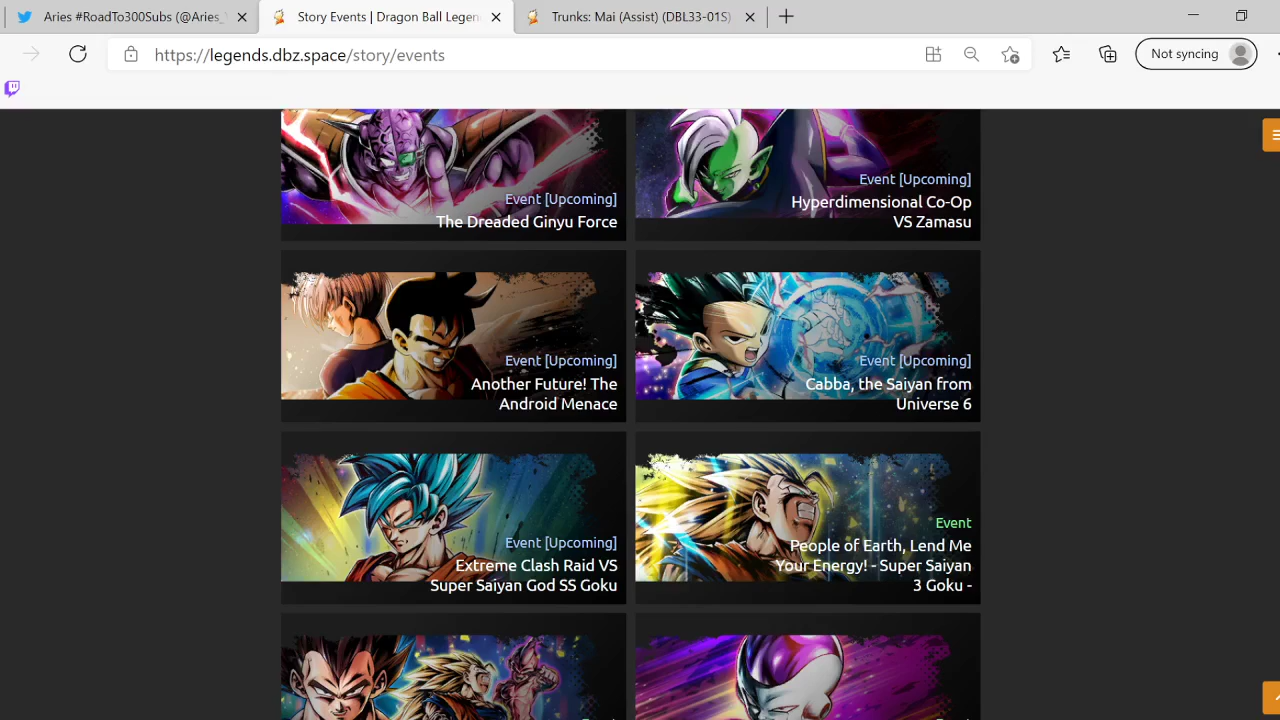 Aries #RoadTo300Subs (@Aries_
Story Events | Dragon Ball Legen
Trunks: Mai (Assist) (DBL33-01S)
https://legends.dbz.space/story/events
Not syncing
Event [Upcoming]
The Dreaded Ginyu Force
Event [Upcoming]
Hyperdimensional Co-Op
VS Zamasu
Event [Upcoming]
Another Future! The
Android Menace
Event [Upcoming]
Cabba, the Saiyan from
Universe 6
Event [Upcoming]
Extreme Clash Raid VS
Super Saiyan God SS Goku
Event
People of Earth, Lend Me
Your Energy! - Super Saiyan
3 Goku -